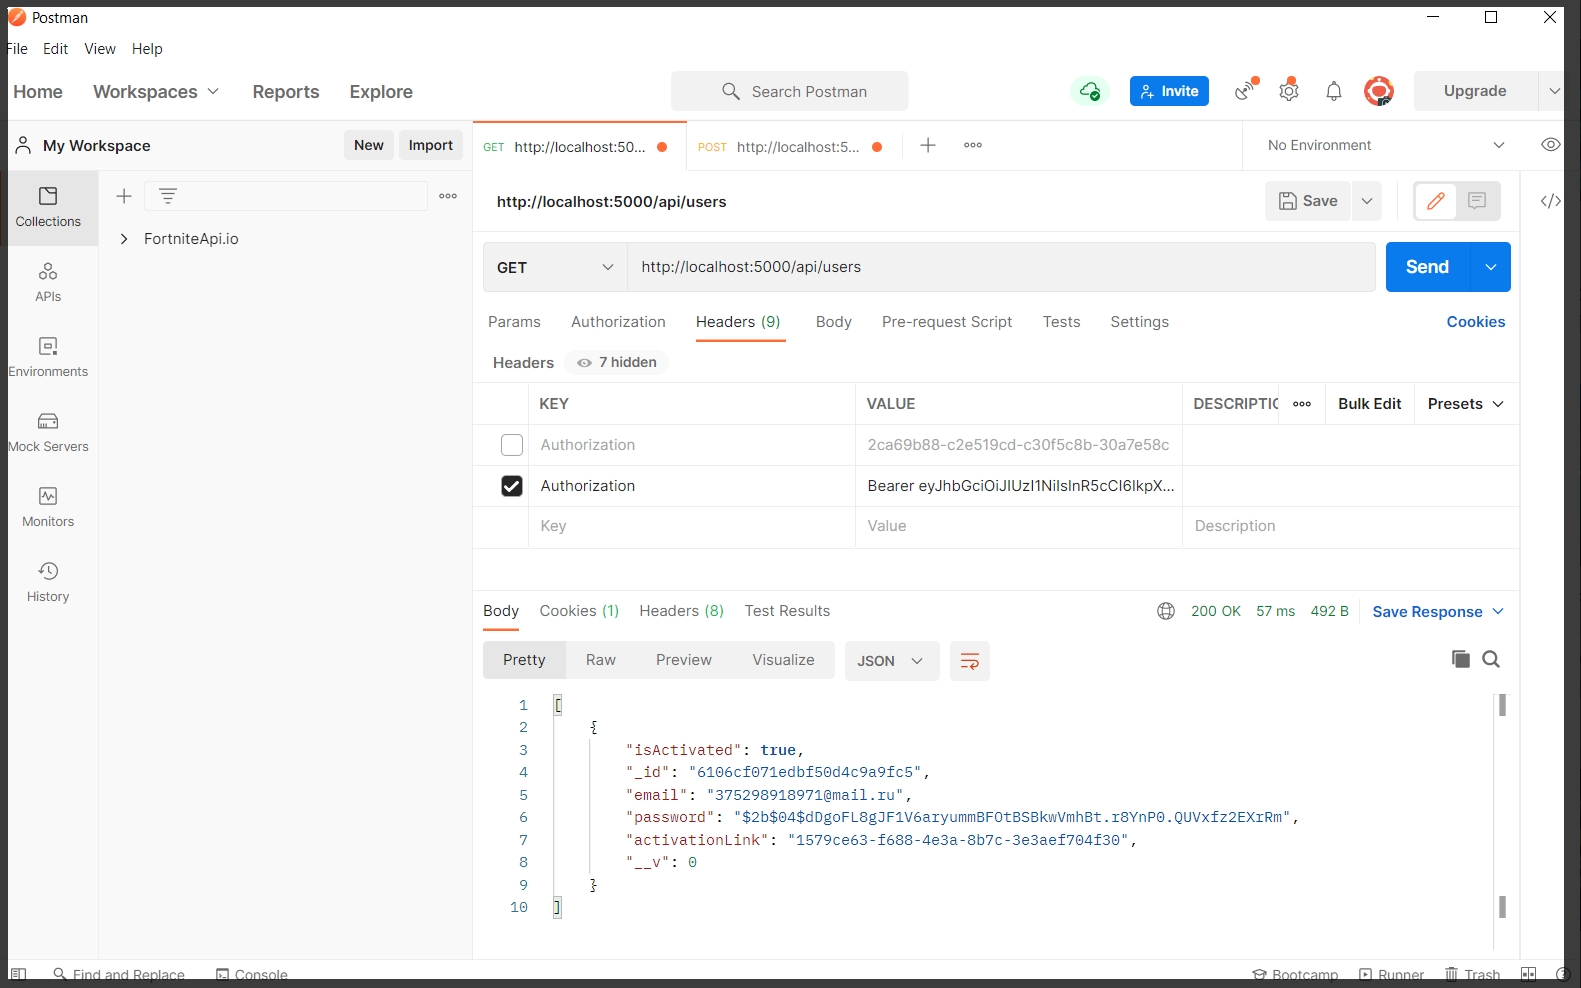 Postman
File Edit View Help
Home Workspaces Reports Explore Search Postman Invite Upgrade
My Workspace New Import GET http://localhost:50... POST http://localhost:5... No Environment
Collections
FortniteApi.io
APIs
Environments
Mock Servers
Monitors
History
http://localhost:5000/api/users Save
GET http://localhost:5000/api/users Send
Params Authorization Headers (9) Body Pre-request Script Tests Settings Cookies
Headers 7 hidden
KEY VALUE DESCRIPTIO Bulk Edit Presets
Authorization 2ca69b88-c2e519cd-c30f5c8b-30a7e58c
Authorization Bearer eyJhbGciOiJIUzI1NiIsInR5cCI6IkpX...
Key Value Description
Body Cookies (1) Headers (8) Test Results 200 OK 57 ms 492 B Save Response
Pretty Raw Preview Visualize JSON
1 [
2 {
3 "isActivated": true,
4 "_id": "6106cf071edbf50d4c9a9fc5",
5 "email": "375298918971@mail.ru",
6 "password": "$2b$04$dDgoFL8gJF1V6aryummBFOtBSBkwVmhBt.r8YnP0.QUVxfz2EXrRm",
7 "activationLink": "1579ce63-f688-4e3a-8b7c-3e3aef704f30",
8 "__v": 0
9 }
10 ]
Find and Replace Console Bootcamp Runner Trash